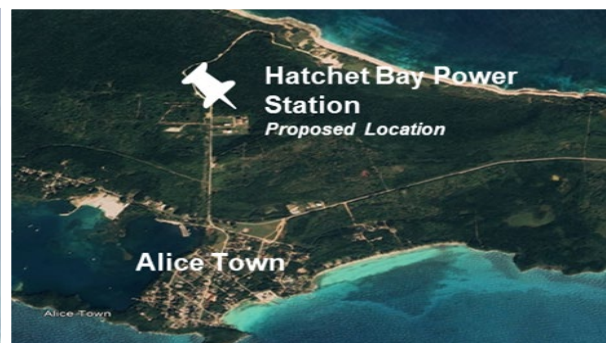 Hatchet Bay Power
Station
Proposed Location
Alice Town
Alice Town